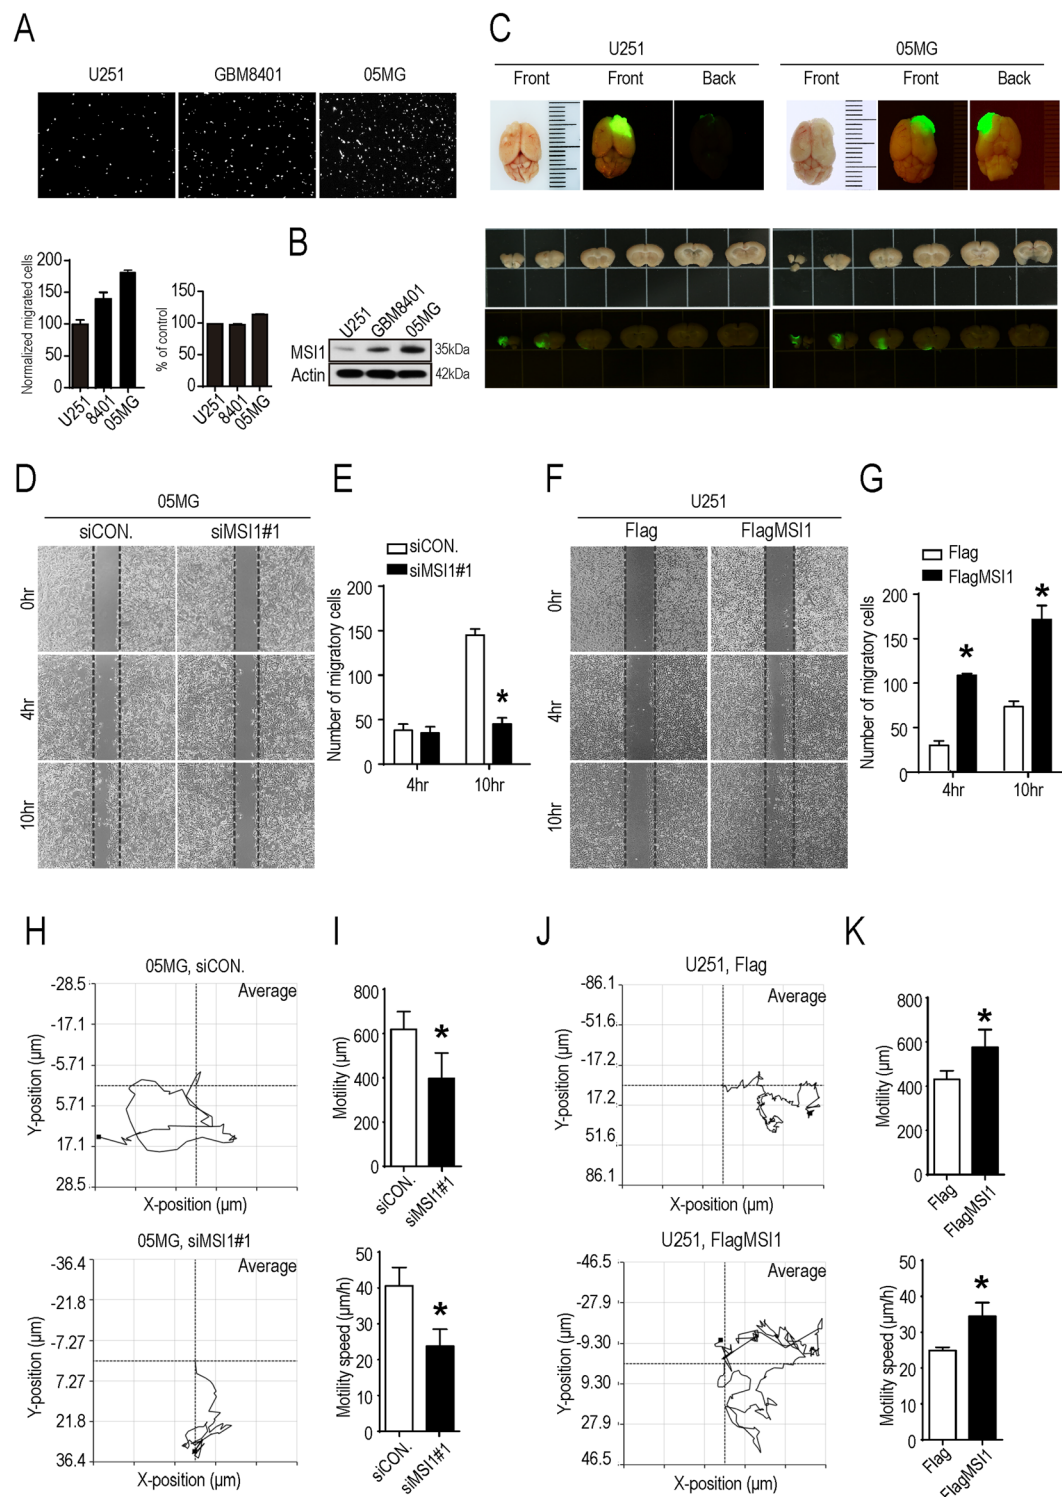 A
U251
GBM8401
05MG
Normalized migrated cells
200
150
100
50
0
U251
8401
05MG
% of control
150
100
50
0
U251
8401
05MG
B
U251
GBM8401
05MG
MSI1
35kDa
Actin
42kDa
C
U251
05MG
Front
Front
Back
Front
Front
Back
D
05MG
siCON.
siMSI1#1
0hr
4hr
10hr
E
siCON.
siMSI1#1
Number of migratory cells
200
150
100
50
0
4hr
10hr
F
U251
Flag
FlagMSI1
0hr
4hr
10hr
G
Flag
FlagMSI1
Number of migratory cells
200
150
100
50
0
*
*
4hr
10hr
H
05MG, siCON.
Average
Y-position (μm)
-28.5
-17.1
-5.71
5.71
17.1
28.5
X-position (μm)
05MG, siMSI1#1
Average
Y-position (μm)
-36.4
-21.8
-7.27
7.27
21.8
36.4
X-position (μm)
I
Motility (μm)
800
600
400
200
0
*
siCON.
siMSI1#1
Motility speed (μm/h)
50
40
30
20
10
0
*
siCON.
siMSI1#1
J
U251, Flag
Average
Y-position (μm)
-86.1
-51.6
-17.2
17.2
51.6
86.1
X-position (μm)
U251, FlagMSI1
Average
Y-position (μm)
-46.5
-27.9
-9.30
9.30
27.9
46.5
X-position (μm)
K
Motility (μm)
800
600
400
200
0
*
Flag
FlagMSI1
Motility speed (μm/h)
50
40
30
20
10
0
*
Flag
FlagMSI1